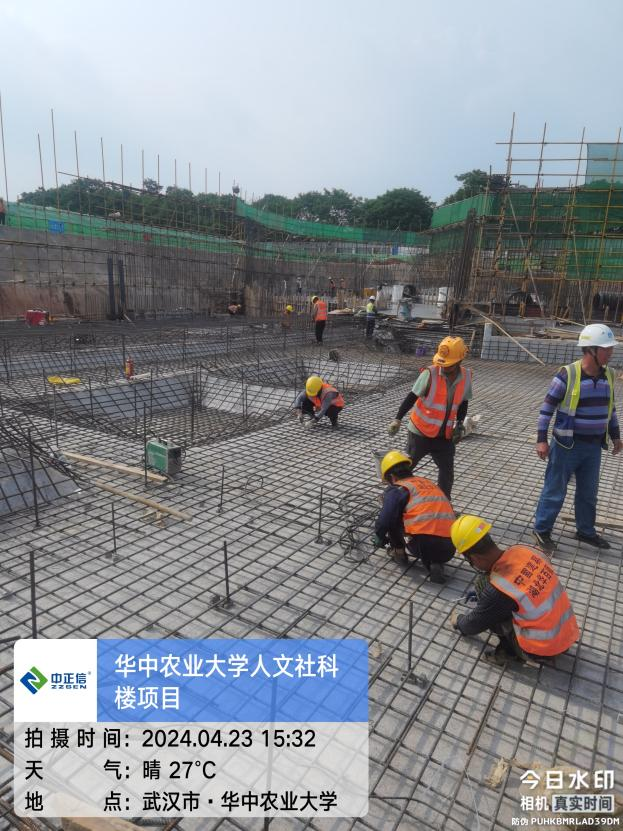 中正信®
ZZSEN
华中农业大学人文社科
楼项目
拍摄时间：2024.04.23 15:32
天气：晴 27°C
地点：武汉市·华中农业大学
今日水印
相机 真实时间
防伪 PUHKBMRLAD39DM